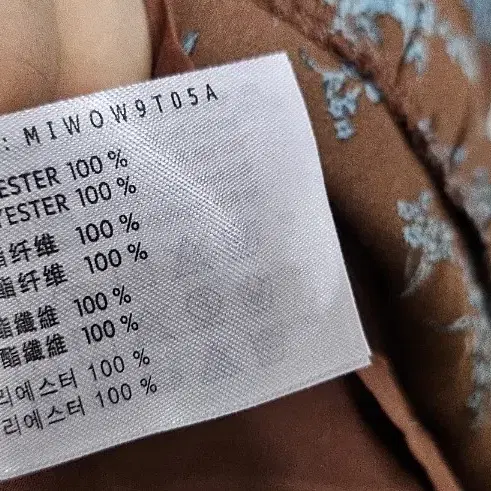 : MIWOW9T05A
ESTER 100 %
YESTER 100 %
酯纤维 100 %
酯纤维 100 %
酯纖維 100 %
酯纖維 100 %
리에스터 100 %
리에스터 100 %